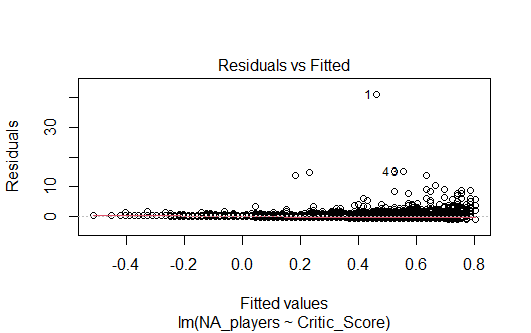 Residuals vs Fitted
Residuals
30
10
0
1
-0.4 -0.2 0.0 0.2 0.4 0.6 0.8
Fitted values
lm(NA_players ~ Critic_Score)